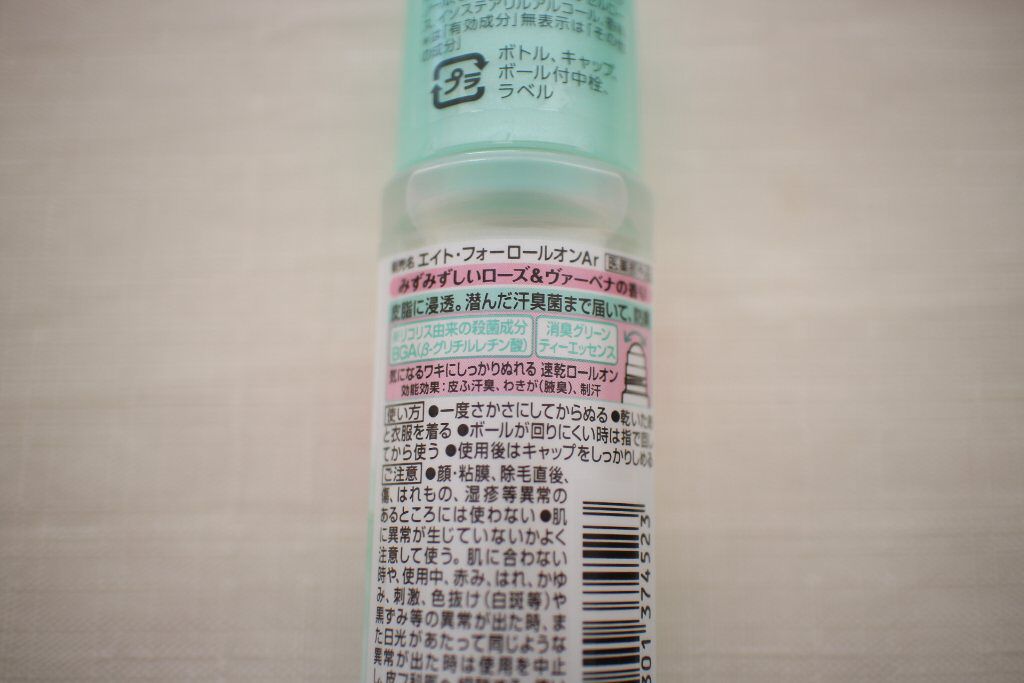 ス、イソステアリルアルコール、香料
は「有効成分」無表示は「その他
の成分」
プラ
ボトル、キャップ、
ボール付中栓、
ラベル
エイト・フォーロールオンAr
みずみずしいローズ&ヴァーベナの香り
皮脂に浸透。潜んだ汗臭菌まで届いて、防臭
リコリス由来の殺菌成分
BGA(β-グリチルレチン酸)
消臭グリーン
ティーエッセンス
気になるワキにしっかりぬれる 速乾ロールオン
効能効果:皮ふ汗臭、わきが(腋臭)、制汗
使い方 ●一度さかさにしてからぬる ●乾いたあ
と衣服を着る ●ボールが回りにくい時は指で回し
てから使う ●使用後はキャップをしっかりしめる
ご注意 ●顔・粘膜、除毛直後、
傷、はれもの、湿疹等異常の
あるところには使わない ●肌
に異常が生じていないかよく
注意して使う。肌に合わない
時や、使用中、赤み、はれ、かゆ
み、刺激、色抜け(白斑等)や
黒ずみ等の異常が出た時、ま
た日光があたって同じような
異常が出た時は使用を中止
301 374523